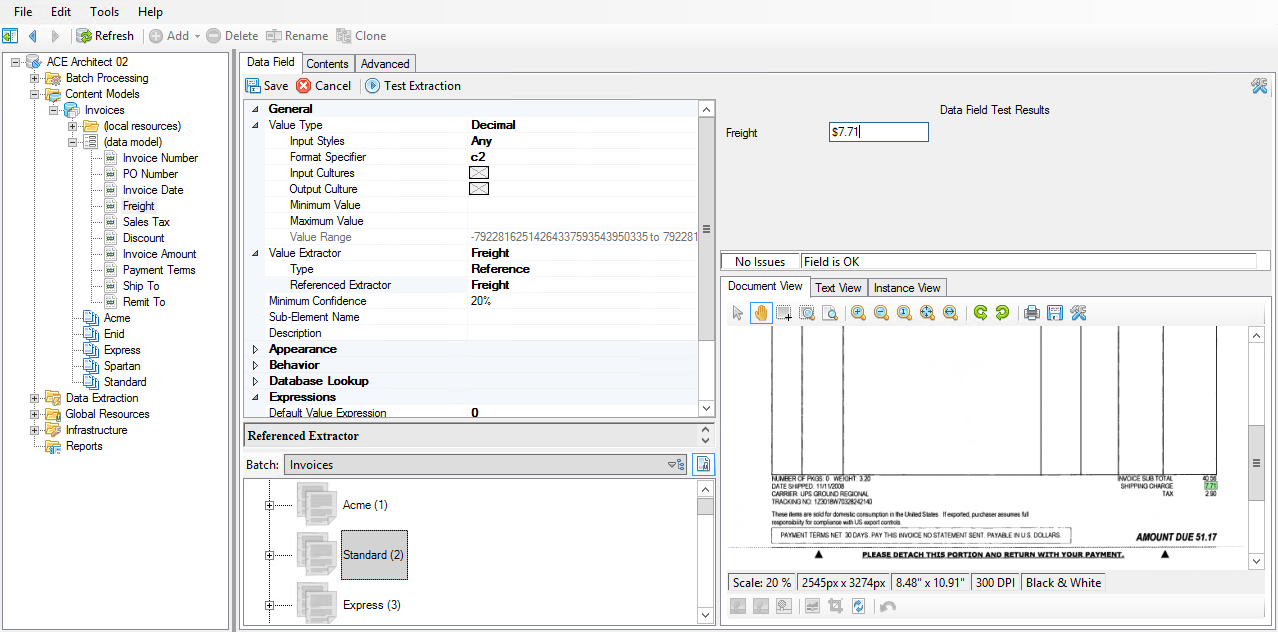 File Edit Tools Help
Refresh Add Delete Rename Clone
ACE Architect 02
Batch Processing
Content Models
Invoices
(local resources)
(data model)
Invoice Number
PO Number
Invoice Date
Freight
Sales Tax
Discount
Invoice Amount
Payment Terms
Ship To
Remit To
Acme
Enid
Express
Spartan
Standard
Data Extraction
Global Resources
Infrastructure
Reports
Data Field Contents Advanced
Save Cancel Test Extraction
General
Value Type Decimal
Input Styles Any
Format Specifier c2
Input Cultures
Output Culture
Minimum Value
Maximum Value
Value Range -79228162514264337593543950335 to 792281
Value Extractor Freight
Type Reference
Referenced Extractor Freight
Minimum Confidence 20%
Sub-Element Name
Description
Appearance
Behavior
Database Lookup
Expressions
Default Value Expression 0
Referenced Extractor
Batch: Invoices
Acme (1)
Standard (2)
Express (3)
Data Field Test Results
Freight $7.71
No Issues Field is OK
Document View Text View Instance View
NUMBER OF PKGS: 0 WEIGHT: 3.20
DATE SHIPPED: 11/11/2008
CARRIER: UPS GROUND REGIONAL
TRACKING NO: 1Z3018W70328242140
INVOICE SUB TOTAL 40.56
SHIPPING CHARGE 7.71
TAX 2.90
These items are sold for domestic consumption in the United States. If exported, purchaser assumes full
responsibility for compliance with US export controls.
PAYMENT TERMS NET 30 DAYS. PAY THIS INVOICE NO STATEMENT SENT. PAYABLE IN U.S. DOLLARS.
AMOUNT DUE 51.17
PLEASE DETACH THIS PORTION AND RETURN WITH YOUR PAYMENT.
Scale: 20 % 2545px x 3274px 8.48" x 10.91" 300 DPI Black & White